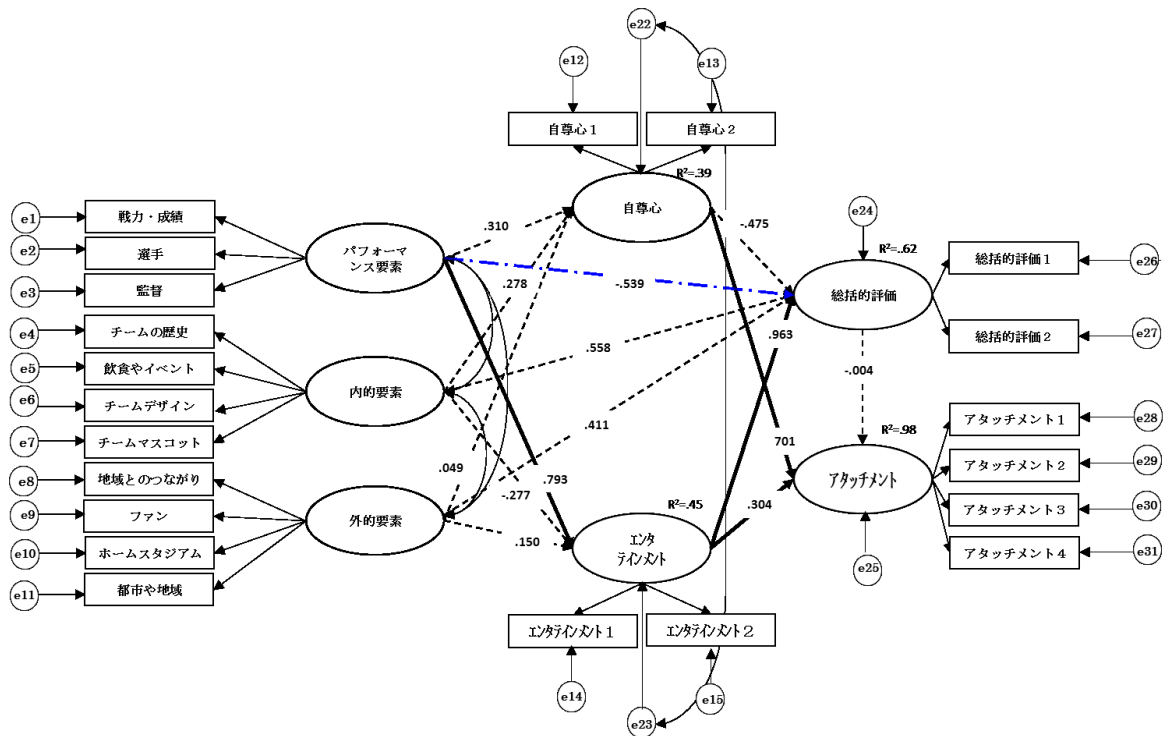 e22
e12
e13
自尊心１
自尊心２
R²=.39
自尊心
e1
戦力・成績
e2
選手
e3
監督
e4
チームの歴史
e5
飲食やイベント
e6
チームデザイン
e7
チームマスコット
e8
地域とのつながり
e9
ファン
e10
ホームスタジアム
e11
都市や地域
パフォーマ
ンス要素
内的要素
外的要素
.310
.278
-.539
.558
.411
.049
.793
-.277
.150
-.475
.963
701
.304
-.004
e24
R²=..62
総括的評価
総括的評価１
e26
総括的評価２
e27
R²=.98
アタッチメント
アタッチメント１
e28
アタッチメント２
e29
アタッチメント３
e30
アタッチメント４
e31
e25
R²=.45
エンタ
テインメント
エンタテインメント１
エンタテインメント２
e14
e15
e23